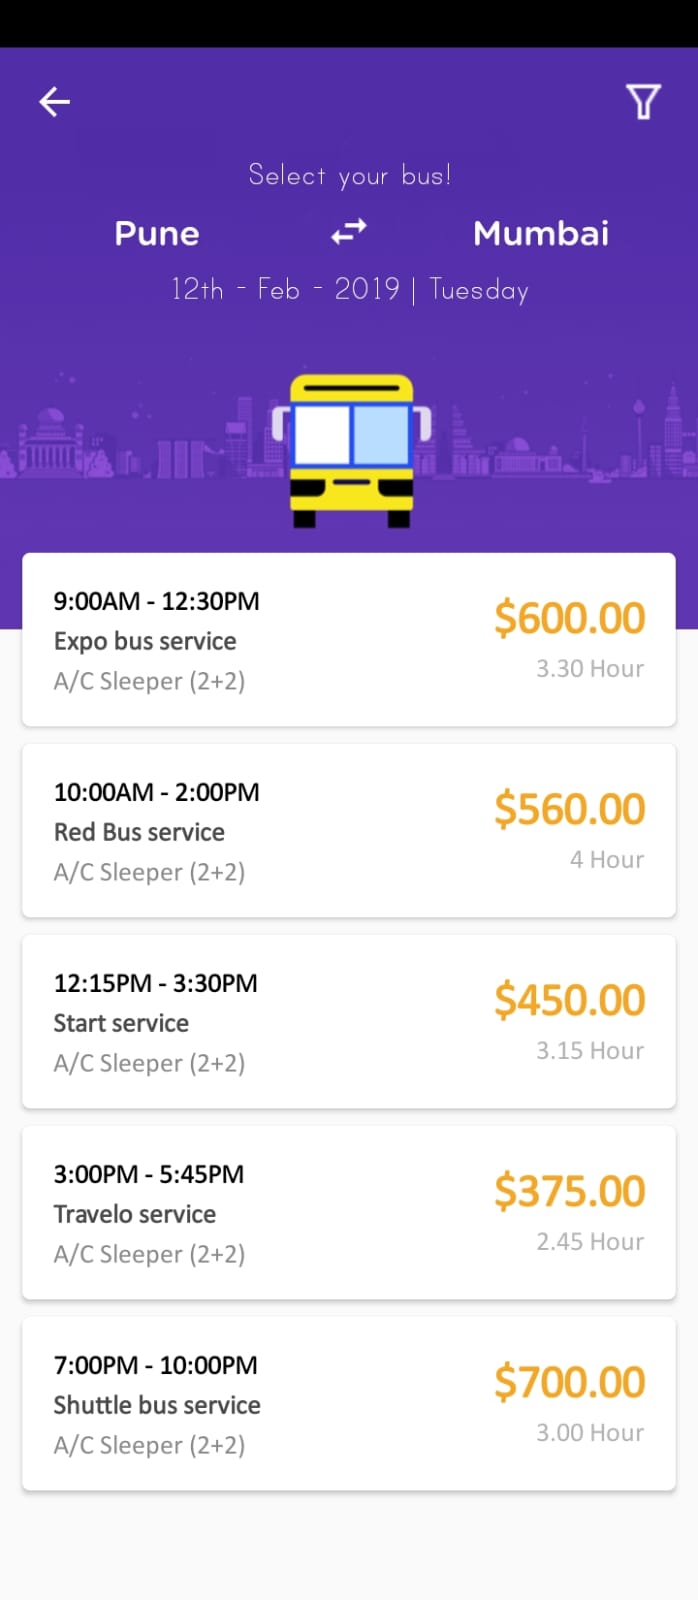 Select your bus!
Pune Mumbai
12th - Feb - 2019 | Tuesday
9:00AM - 12:30PM
$600.00
Expo bus service
3.30 Hour
A/C Sleeper (2+2)
10:00AM - 2:00PM
$560.00
Red Bus service
4 Hour
A/C Sleeper (2+2)
12:15PM - 3:30PM
$450.00
Start service
3.15 Hour
A/C Sleeper (2+2)
3:00PM - 5:45PM
$375.00
Travelo service
2.45 Hour
A/C Sleeper (2+2)
7:00PM - 10:00PM
$700.00
Shuttle bus service
3.00 Hour
A/C Sleeper (2+2)